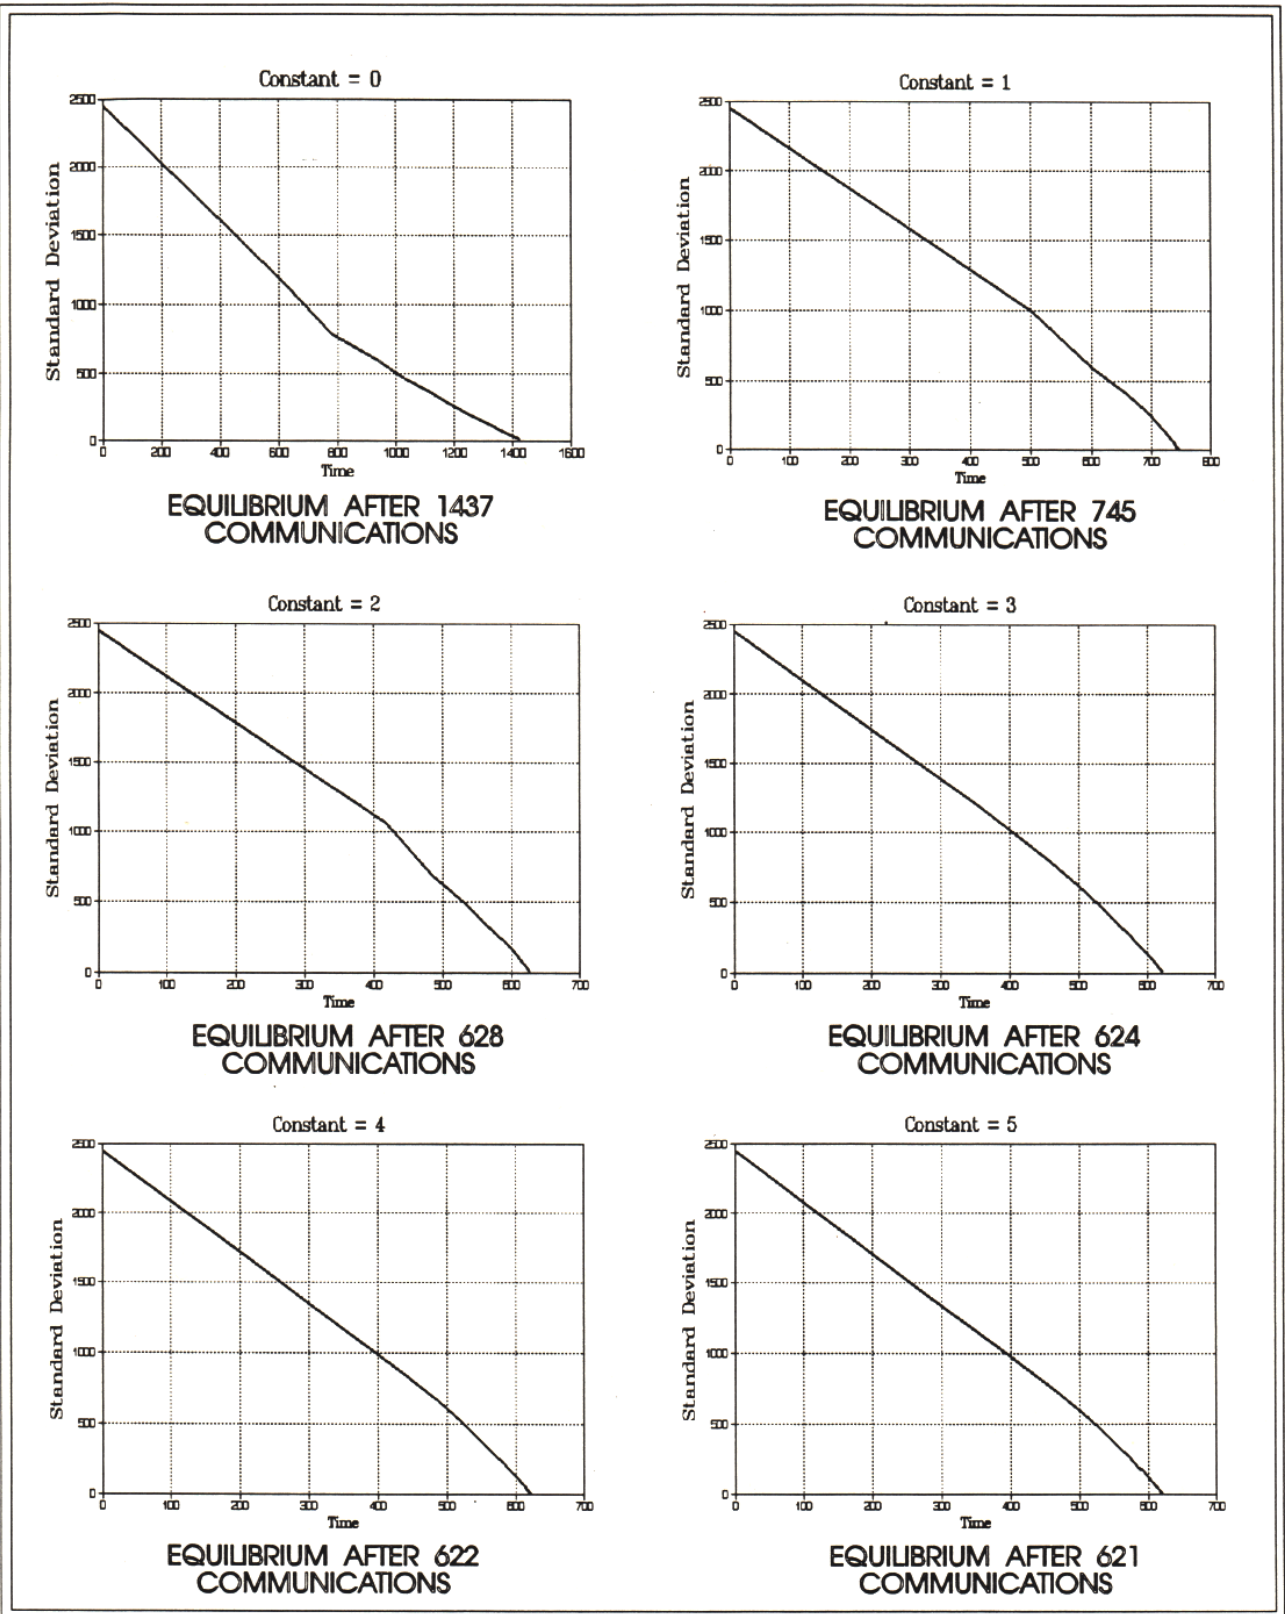 Constant = 0
Standard Deviation
2500
2000
1500
1000
500
0
0 200 400 600 800 1000 1200 1400 1600
Time
EQUILIBRIUM AFTER 1437
COMMUNICATIONS
Constant = 1
Standard Deviation
2500
2000
1500
1000
500
0
0 100 200 300 400 500 600 700 800
Time
EQUILIBRIUM AFTER 745
COMMUNICATIONS
Constant = 2
Standard Deviation
2500
2000
1500
1000
500
0
0 100 200 300 400 500 600 700
Time
EQUILIBRIUM AFTER 628
COMMUNICATIONS
Constant = 3
Standard Deviation
2500
2000
1500
1000
500
0
0 100 200 300 400 500 600 700
Time
EQUILIBRIUM AFTER 624
COMMUNICATIONS
Constant = 4
Standard Deviation
2500
2000
1500
1000
500
0
0 100 200 300 400 500 600 700
Time
EQUILIBRIUM AFTER 622
COMMUNICATIONS
Constant = 5
Standard Deviation
2500
2000
1500
1000
500
0
0 100 200 300 400 500 600 700
Time
EQUILIBRIUM AFTER 621
COMMUNICATIONS